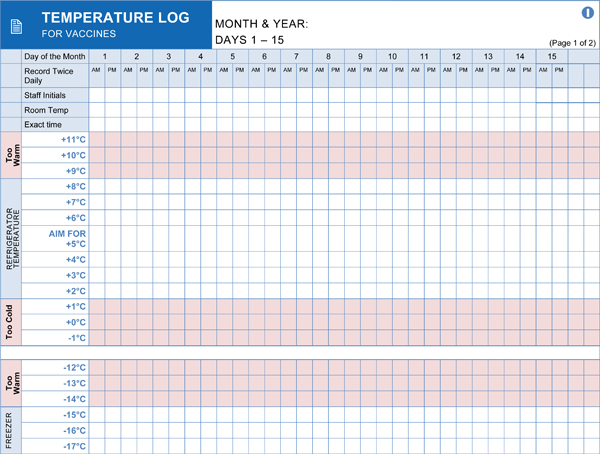 TEMPERATURE LOG
FOR VACCINES
MONTH & YEAR:
DAYS 1 – 15
(Page 1 of 2)
Day of the Month 1 2 3 4 5 6 7 8 9 10 11 12 13 14 15
Record Twice
Daily
AM PM AM PM AM PM AM PM AM PM AM PM AM PM AM PM AM PM AM PM AM PM AM PM AM PM AM PM AM PM
Staff Initials
Room Temp
Exact time
Too
Warm
+11°C
+10°C
+9°C
REFRIGERATOR
TEMPERATURE
+8°C
+7°C
+6°C
AIM FOR
+5°C
+4°C
+3°C
+2°C
Too Cold
+1°C
+0°C
-1°C
Too
Warm
-12°C
-13°C
-14°C
FREEZER
-15°C
-16°C
-17°C